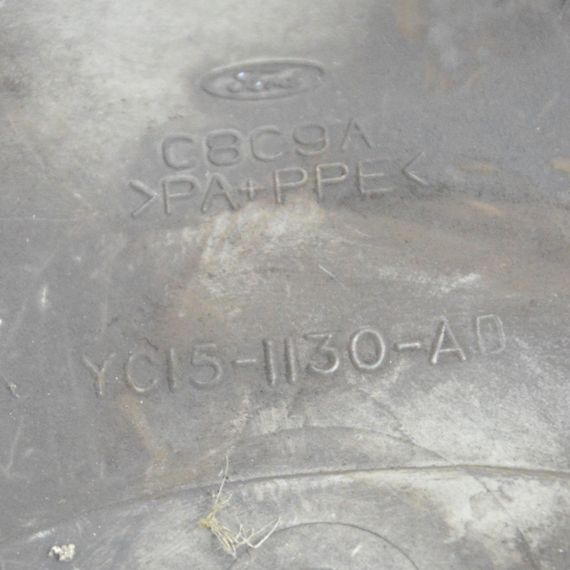 Ford
C8C9A
>PA+PPE<
YC15-1130-AD